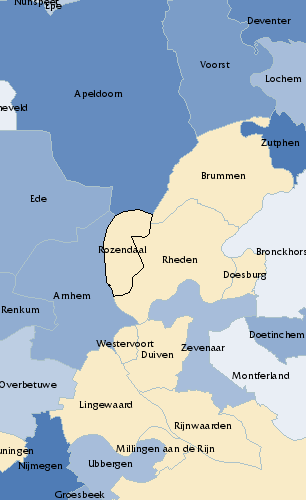 Nunspeet
Epe
Deventer
Voorst
Lochem
Apeldoorn
neveld
Zutphen
Brummen
Ede
Rozendaal
Rheden
Bronckhors
Doesburg
Arnhem
Renkum
Doetinchem
Westervoort
Zevenaar
Duiven
Montferland
Overbetuwe
Lingewaard
Rijnwaarden
Millingen aan de Rijn
uningen
Nijmegen
Ubbergen
Groesbeek